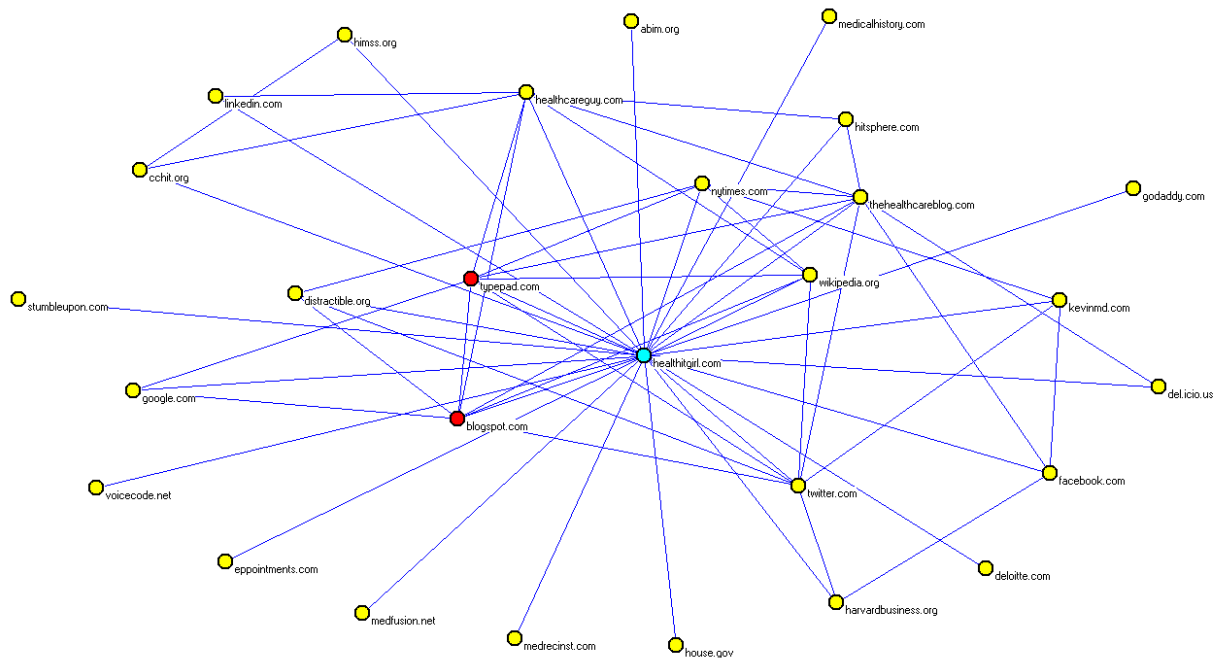 abim.org
medicalhistory.com
himss.org
linkedin.com
healthcareguy.com
hitsphere.com
cchit.org
nytimes.com
godaddy.com
thehealthcareblog.com
typepad.com
wikipedia.org
distractible.org
stumbleupon.com
kevinmd.com
healthitgirl.com
del.icio.us
google.com
blogspot.com
facebook.com
twitter.com
voicecode.net
eppointments.com
deloitte.com
harvardbusiness.org
medfusion.net
medrecinst.com
house.gov